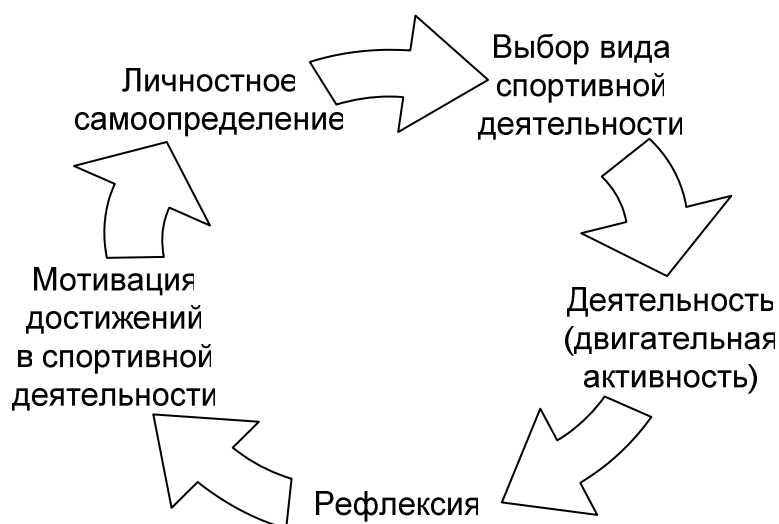 Личностное
самоопределение
Выбор вида
спортивной
деятельности
Деятельность
(двигательная
активность)
Рефлексия
Мотивация
достижений
в спортивной
деятельности